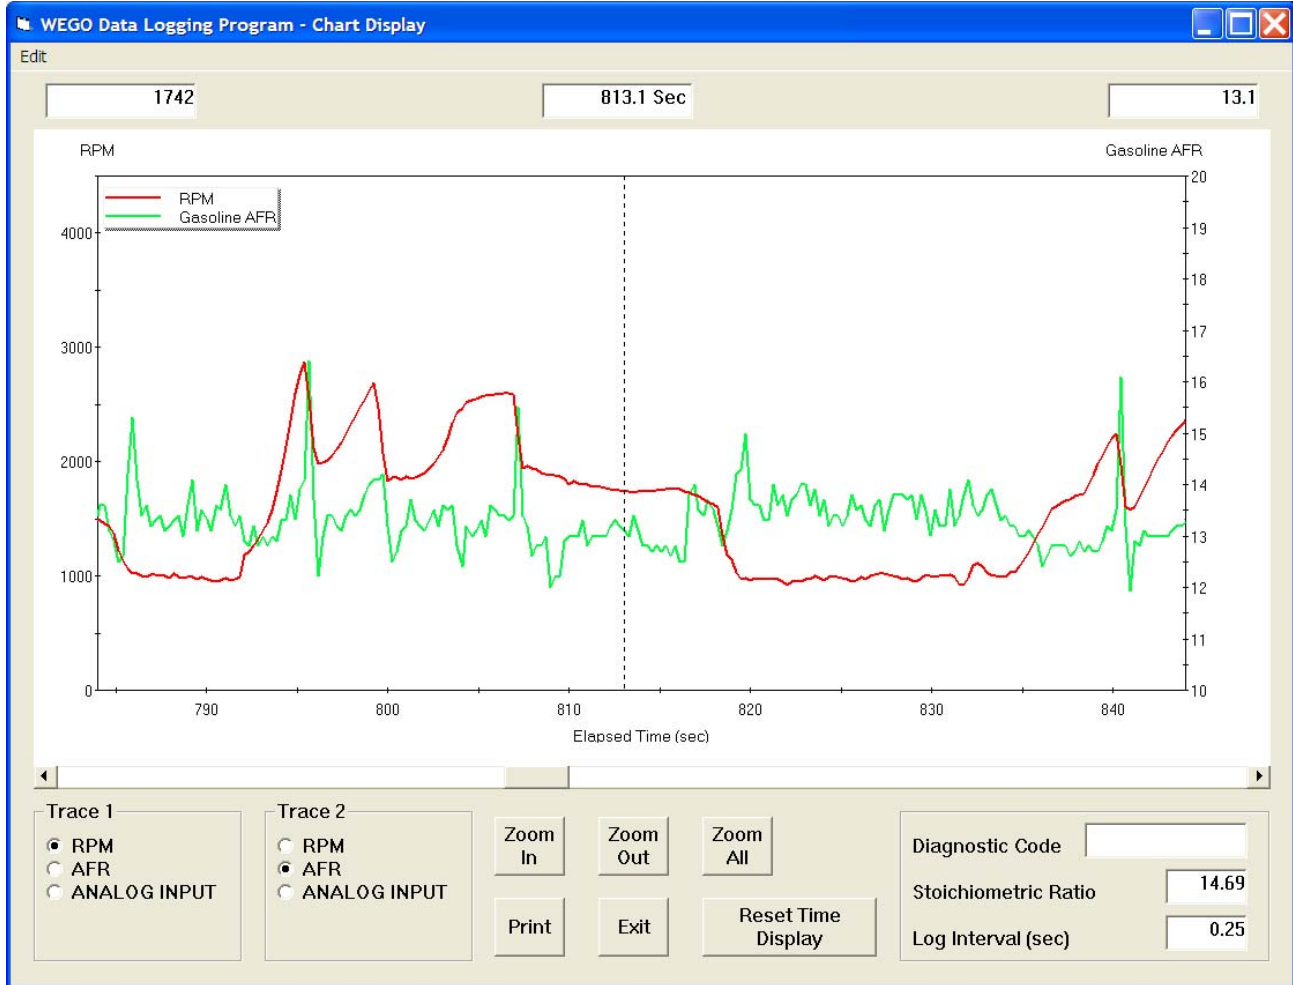 WEGO Data Logging Program - Chart Display
Edit
1742
813.1 Sec
13.1
RPM
Gasoline AFR
RPM
Gasoline AFR
4000
3000
2000
1000
0
20
19
18
17
16
15
14
13
12
11
10
790
800
810
820
830
840
Elapsed Time (sec)
Trace 1
RPM
AFR
ANALOG INPUT
Trace 2
RPM
AFR
ANALOG INPUT
Zoom
In
Zoom
Out
Zoom
All
Print
Exit
Reset Time
Display
Diagnostic Code
Stoichiometric Ratio
14.69
Log Interval (sec)
0.25